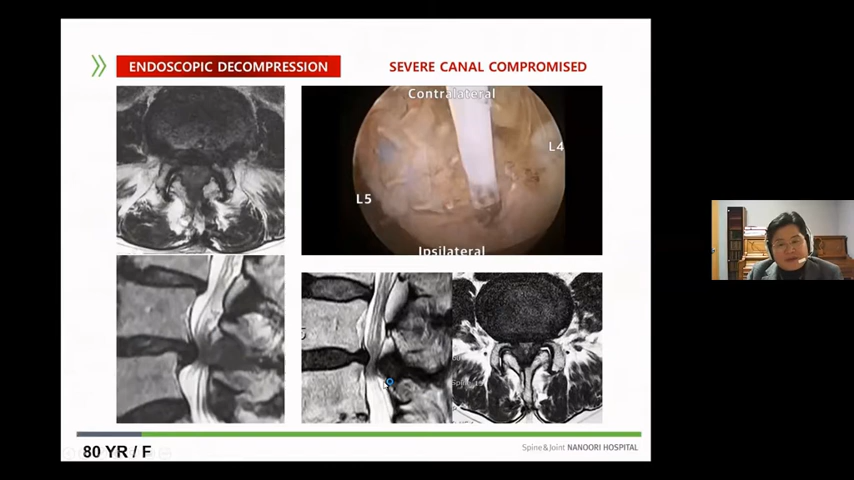 ENDOSCOPIC DECOMPRESSION
SEVERE CANAL COMPROMISED
Contralateral
L4
L5
Ipsilateral
80 YR / F
Spine & Joint NANOORI HOSPITAL